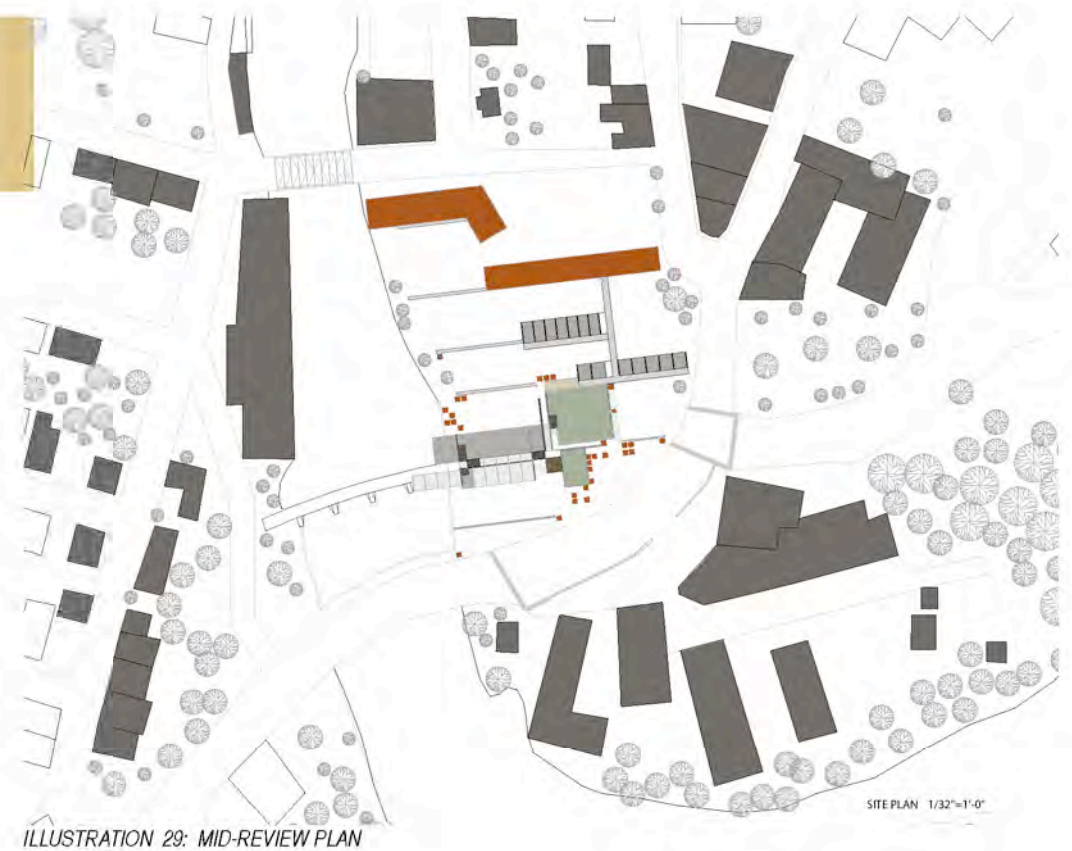 SITE PLAN 1/32"=1'-0"
ILLUSTRATION 29: MID-REVIEW PLAN